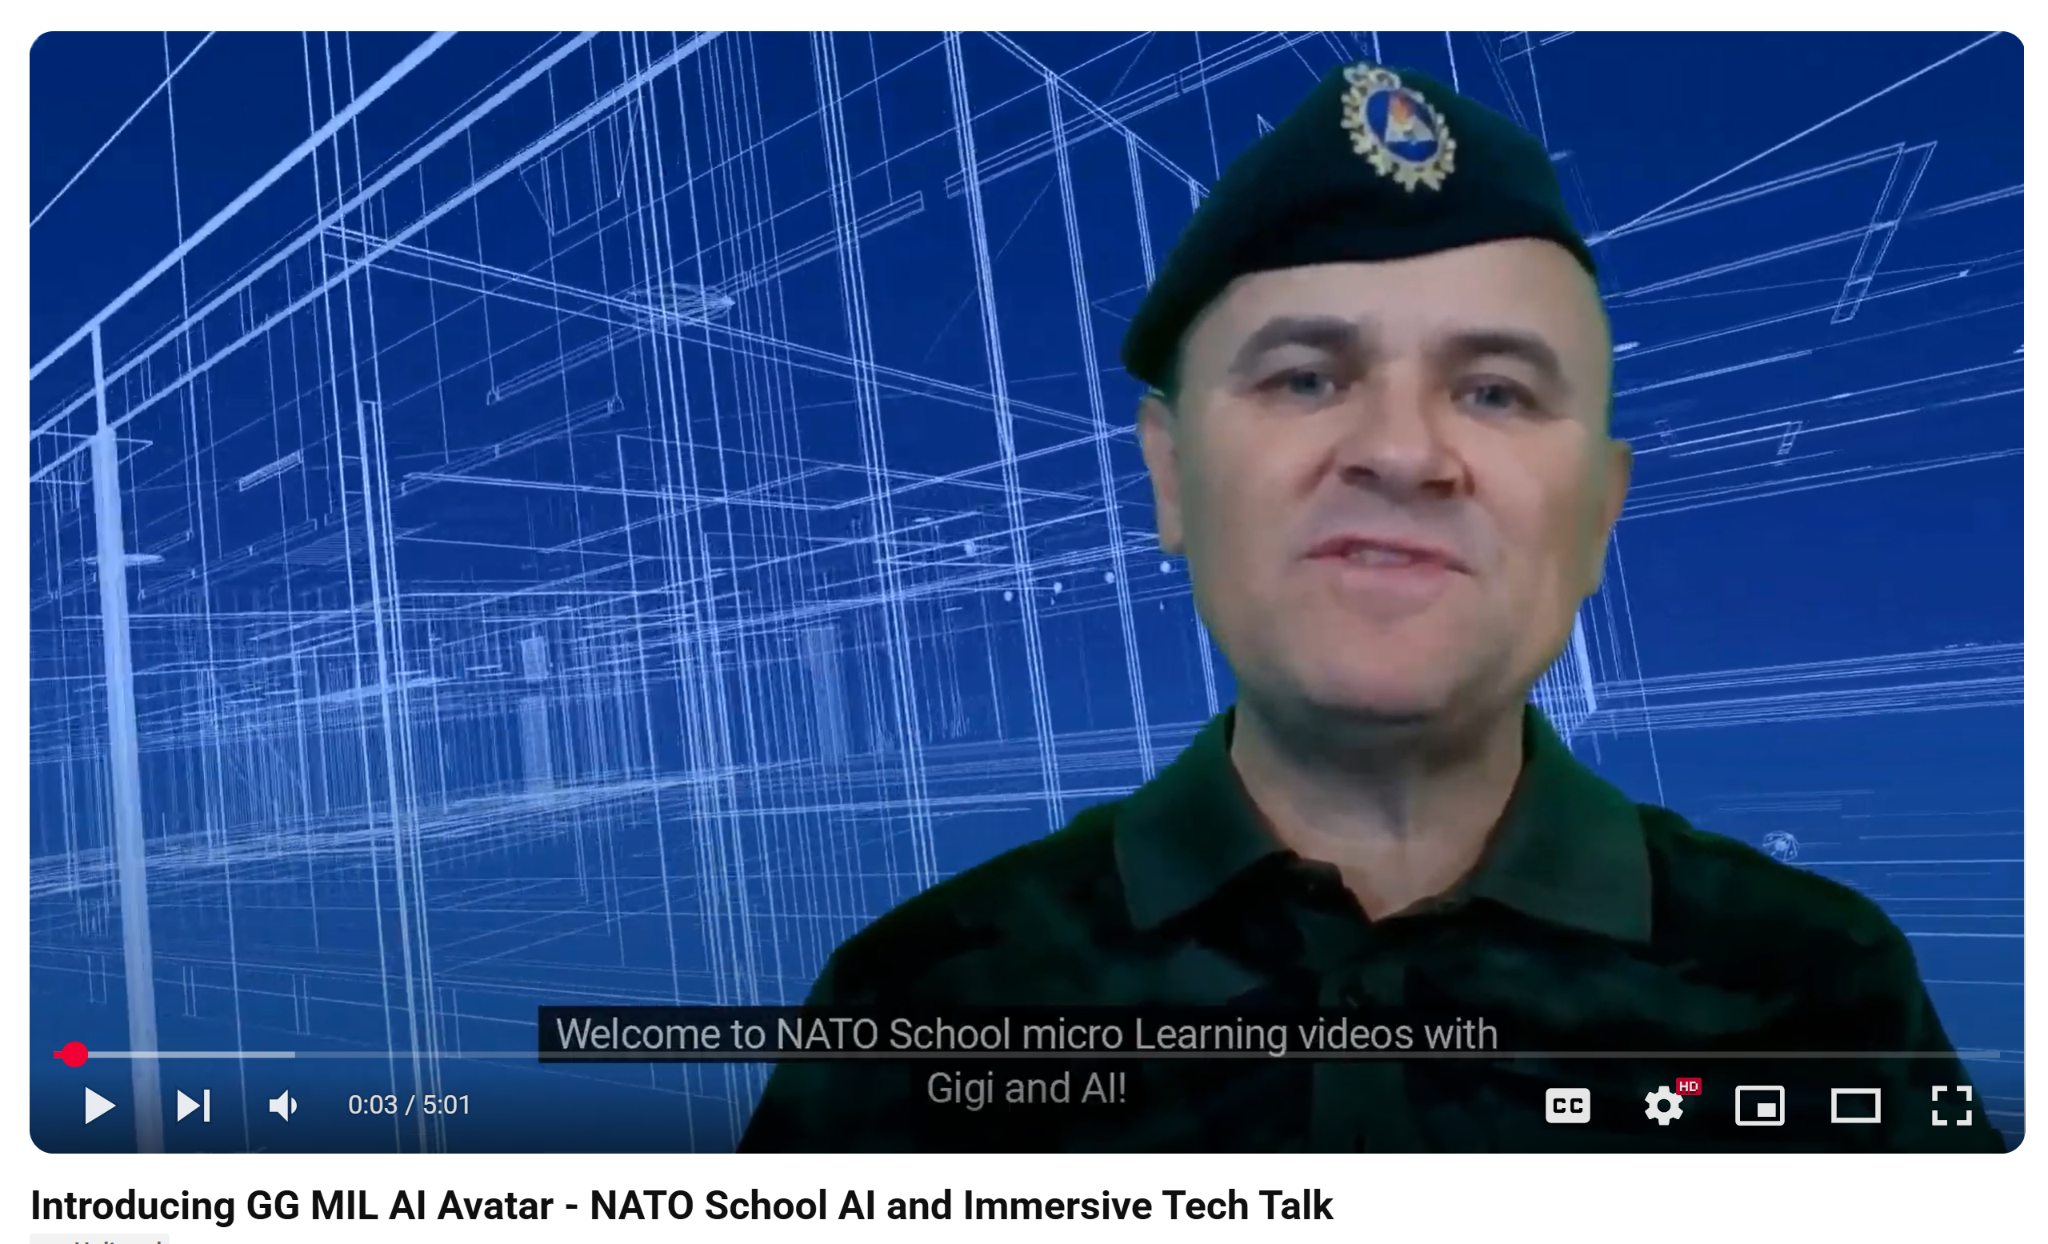 Welcome to NATO School micro Learning videos with
Gigi and AI!
0:03 / 5:01
CC
HD
Introducing GG MIL AI Avatar - NATO School AI and Immersive Tech Talk